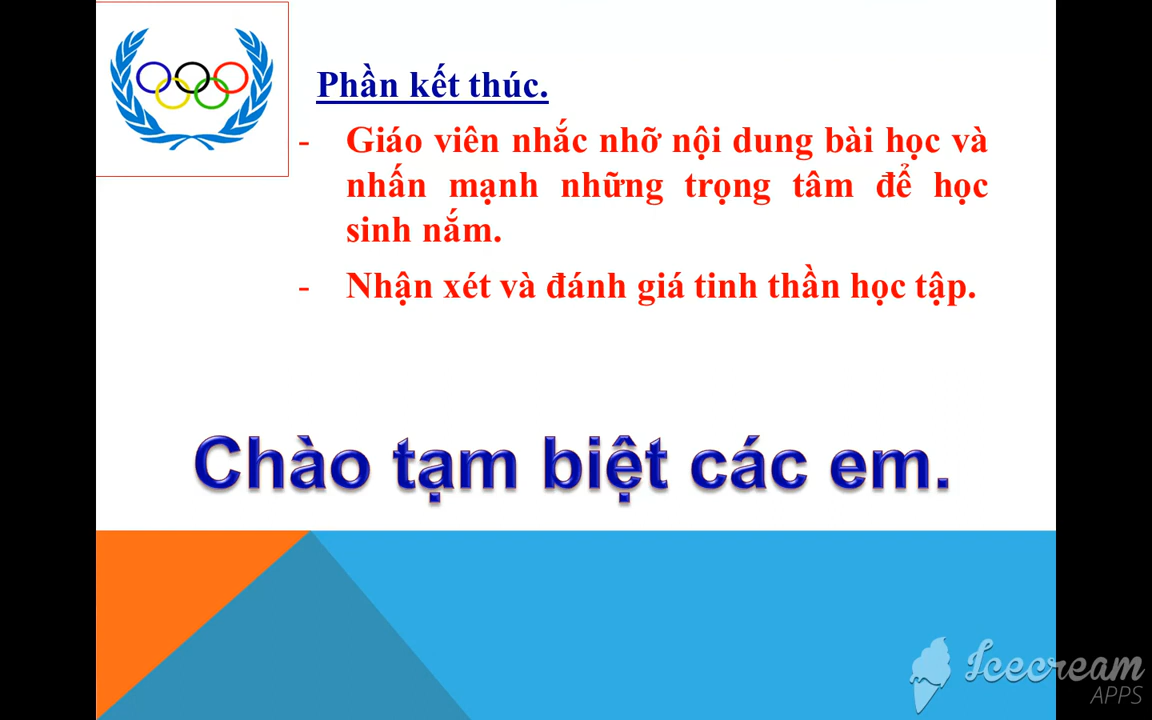 Phần kết thúc.
- Giáo viên nhắc nhỡ nội dung bài học và
nhấn mạnh những trọng tâm để học
sinh nắm.
- Nhận xét và đánh giá tinh thần học tập.
Chào tạm biệt các em.
Icecream
APPS